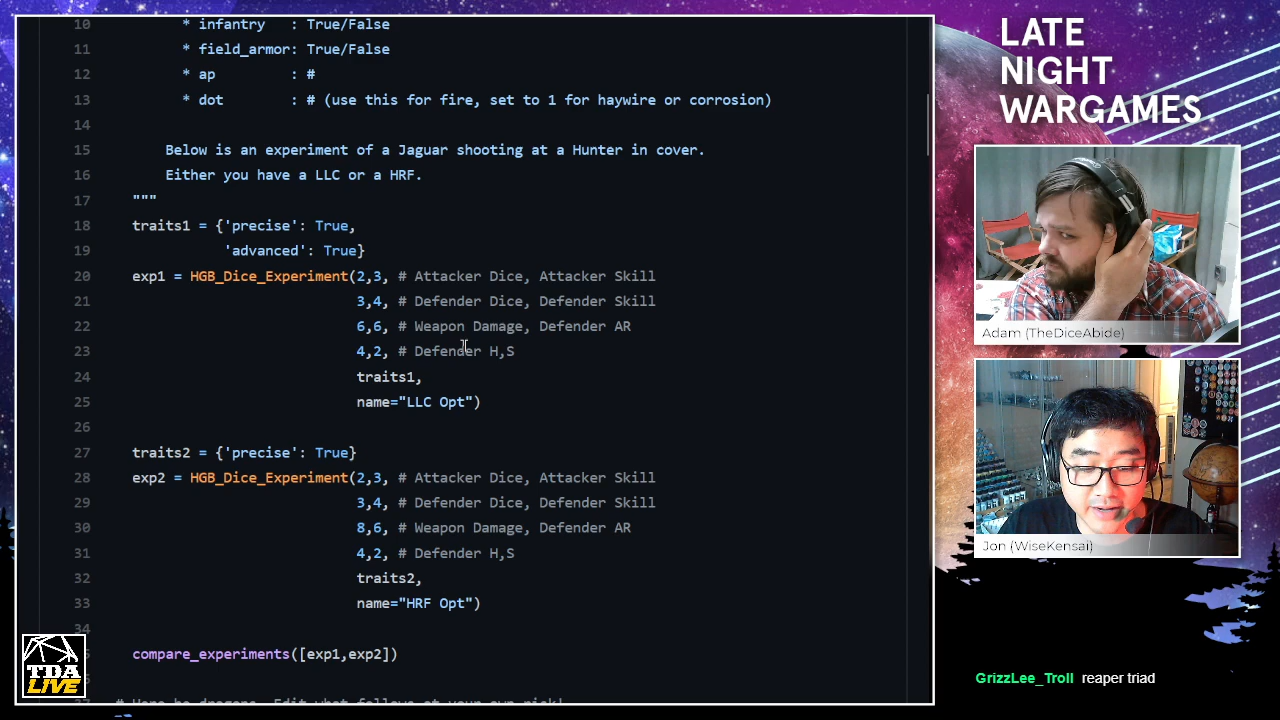 10 * infantry : True/False
11 * field_armor: True/False
12 * ap : #
13 * dot : # (use this for fire, set to 1 for haywire or corrosion)
14
15 Below is an experiment of a Jaguar shooting at a Hunter in cover.
16 Either you have a LLC or a HRF.
17 """
18 traits1 = {'precise': True,
19 'advanced': True}
20 exp1 = HGB_Dice_Experiment(2,3, # Attacker Dice, Attacker Skill
21 3,4, # Defender Dice, Defender Skill
22 6,6, # Weapon Damage, Defender AR
23 4,2, # Defender H,S
24 traits1,
25 name="LLC Opt")
26
27 traits2 = {'precise': True}
28 exp2 = HGB_Dice_Experiment(2,3, # Attacker Dice, Attacker Skill
29 3,4, # Defender Dice, Defender Skill
30 8,6, # Weapon Damage, Defender AR
31 4,2, # Defender H,S
32 traits2,
33 name="HRF Opt")
34
compare_experiments([exp1,exp2])
TDA
LIVE
LATE
NIGHT
WARGAMES
Adam (TheDiceAbide)
Jon (WiseKensai)
GrizzLee_Troll reaper triad